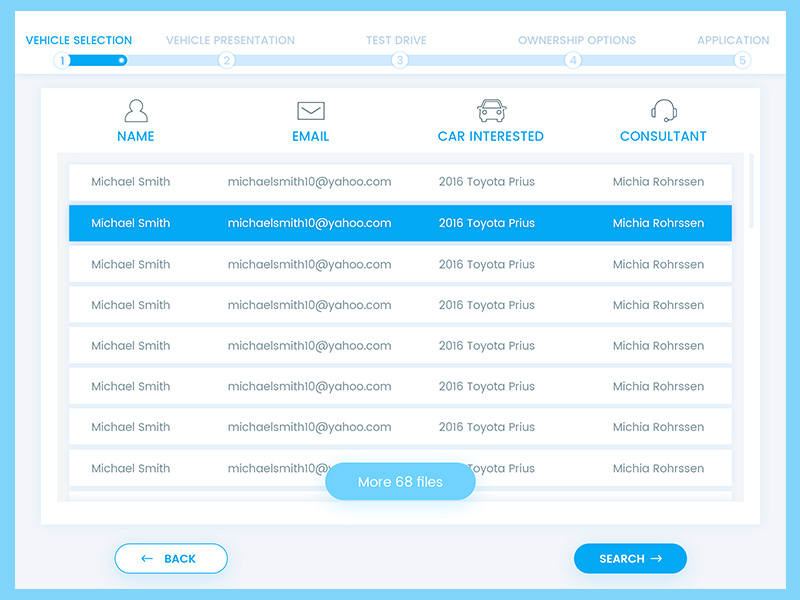 VEHICLE SELECTION VEHICLE PRESENTATION TEST DRIVE OWNERSHIP OPTIONS APPLICATION
1 2 3 4 5
NAME EMAIL CAR INTERESTED CONSULTANT
Michael Smith michaelsmith10@yahoo.com 2016 Toyota Prius Michia Rohrssen
Michael Smith michaelsmith10@yahoo.com 2016 Toyota Prius Michia Rohrssen
Michael Smith michaelsmith10@yahoo.com 2016 Toyota Prius Michia Rohrssen
Michael Smith michaelsmith10@yahoo.com 2016 Toyota Prius Michia Rohrssen
Michael Smith michaelsmith10@yahoo.com 2016 Toyota Prius Michia Rohrssen
Michael Smith michaelsmith10@yahoo.com 2016 Toyota Prius Michia Rohrssen
Michael Smith michaelsmith10@yahoo.com 2016 Toyota Prius Michia Rohrssen
Michael Smith michaelsmith10@ Toyota Prius Michia Rohrssen
More 68 files
← BACK SEARCH →